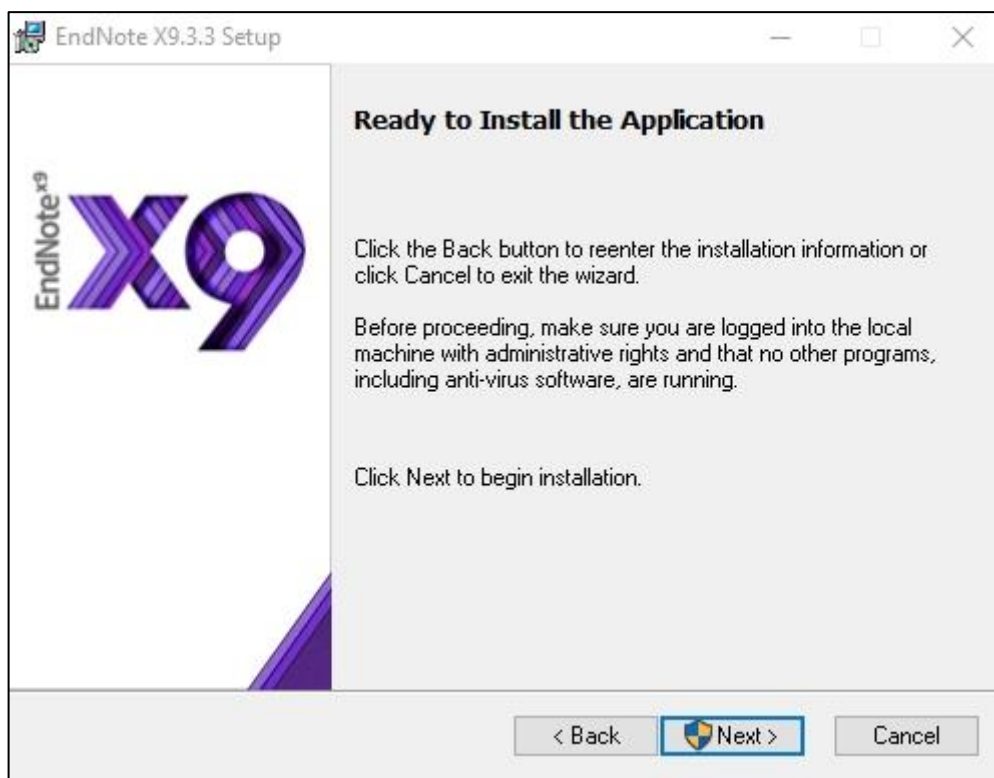 EndNote X9.3.3 Setup
Ready to Install the Application
EndNote x9
X9
Click the Back button to reenter the installation information or
click Cancel to exit the wizard.
Before proceeding, make sure you are logged into the local
machine with administrative rights and that no other programs,
including anti-virus software, are running.
Click Next to begin installation.
< Back
Next >
Cancel